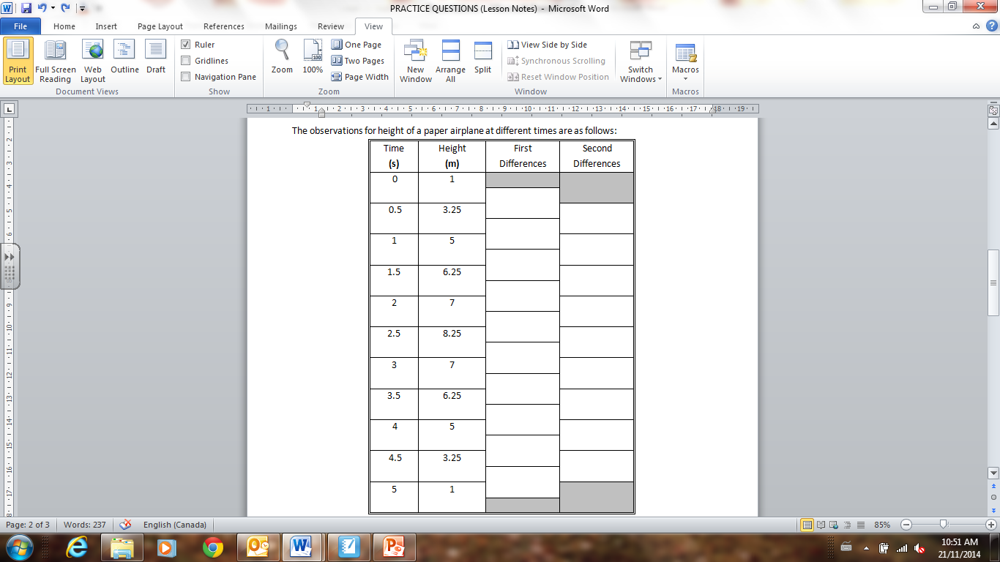 PRACTICE QUESTIONS (Lesson Notes) - Microsoft Word
File Home Insert Page Layout References Mailings Review View
Print Layout
Full Screen Reading
Web Layout
Outline
Draft
Document Views
Ruler
Gridlines
Navigation Pane
Show
Zoom
100%
One Page
Two Pages
Page Width
Zoom
New Window
Arrange All
Split
View Side by Side
Synchronous Scrolling
Reset Window Position
Window
Switch Windows
Macros
Macros
1 1 2 3 4 5 6 7 8 9 10 11 12 13 14 15 16 17 18 19
The observations for height of a paper airplane at different times are as follows:
Time (s) Height (m) First Differences Second Differences
0 1
0.5 3.25
1 5
1.5 6.25
2 7
2.5 8.25
3 7
3.5 6.25
4 5
4.5 3.25
5 1
Page: 2 of 3 Words: 237 English (Canada) 85%
10:51 AM
21/11/2014